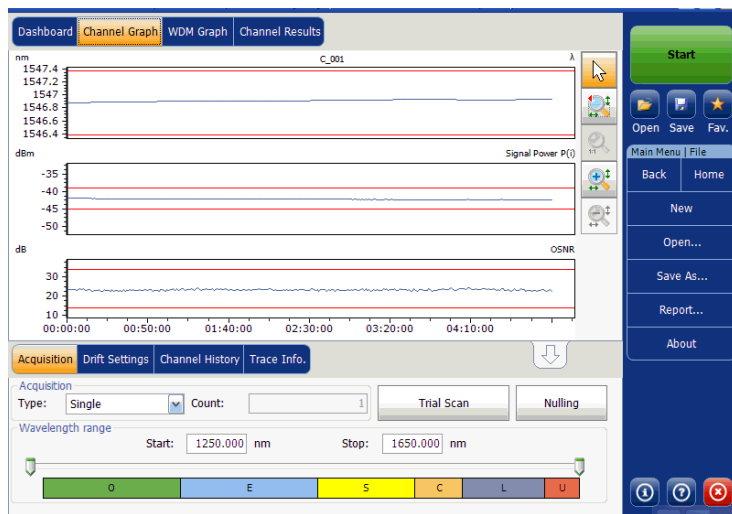 Dashboard Channel Graph WDM Graph Channel Results
nm C_001 λ
1547.4
1547.2
1547
1546.8
1546.6
1546.4
dBm Signal Power P(i)
-35
-40
-45
-50
dB OSNR
30
20
10
00:00:00 00:50:00 01:40:00 02:30:00 03:20:00 04:10:00
Acquisition Drift Settings Channel History Trace Info.
Acquisition
Type: Single Count: 1 Trial Scan Nulling
Wavelength range
Start: 1250.000 nm Stop: 1650.000 nm
O E S C L U
Start
Open Save Fav.
Main Menu | File
Back Home
New
Open...
Save As...
Report...
About
1:1